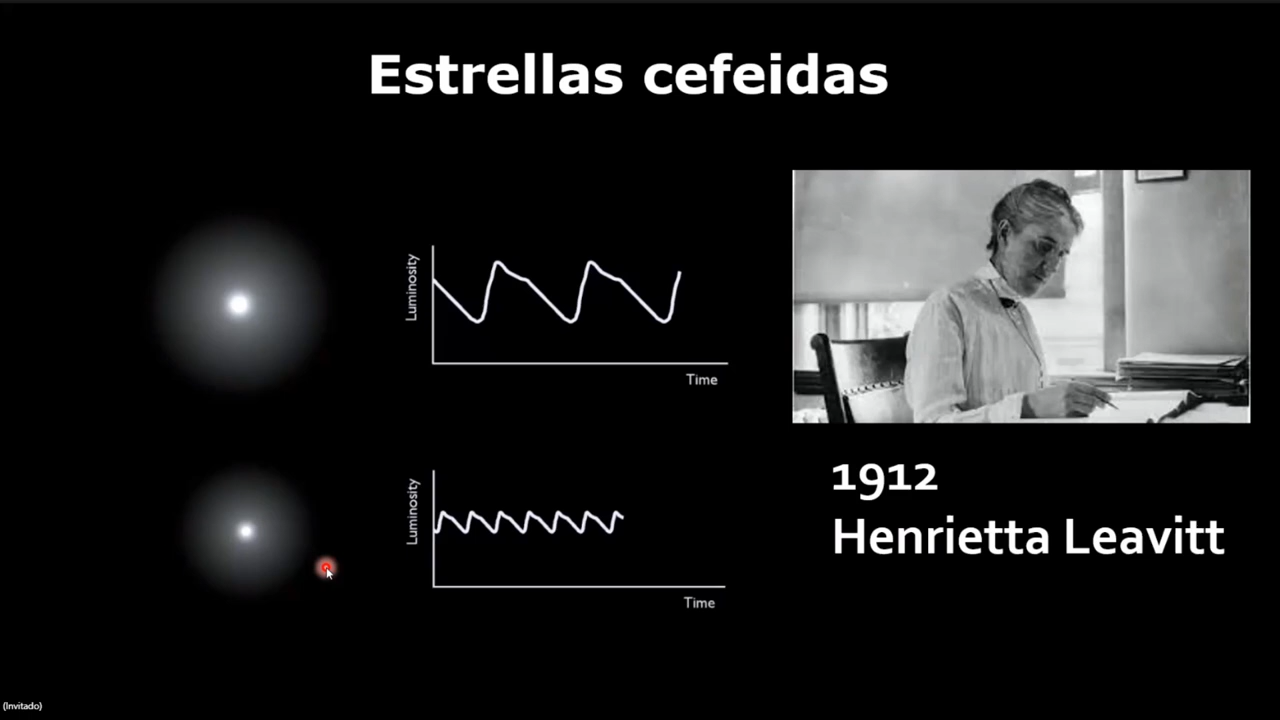 Estrellas cefeidas
Luminosity
Time
1912
Henrietta Leavitt
Luminosity
Time
(Invitado)